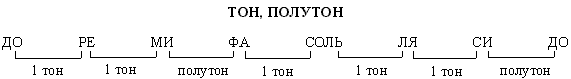 ТОН, ПОЛУТОН
ДО РЕ МИ ФА СОЛЬ ЛЯ СИ ДО
1 тон 1 тон полутон 1 тон 1 тон 1 тон полутон